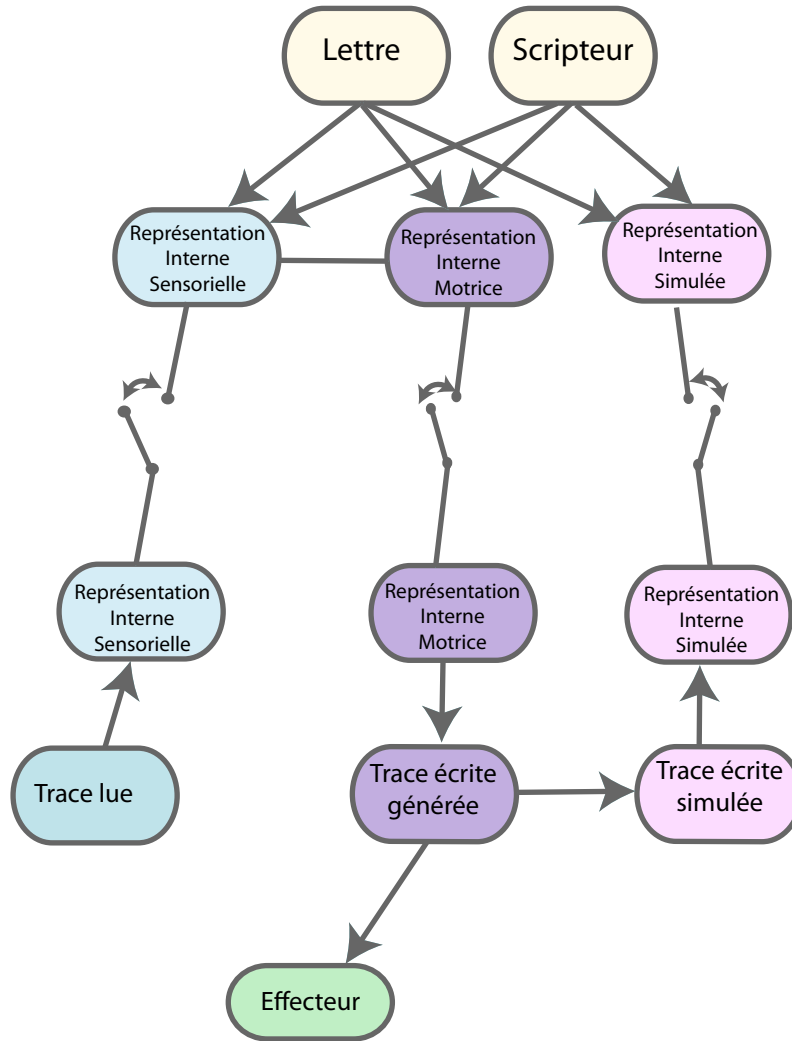 Lettre
Scripteur
Représentation
Interne
Sensorielle
Représentation
Interne
Motrice
Représentation
Interne
Simulée
Représentation
Interne
Sensorielle
Représentation
Interne
Motrice
Représentation
Interne
Simulée
Trace lue
Trace écrite
générée
Trace écrite
simulée
Effecteur